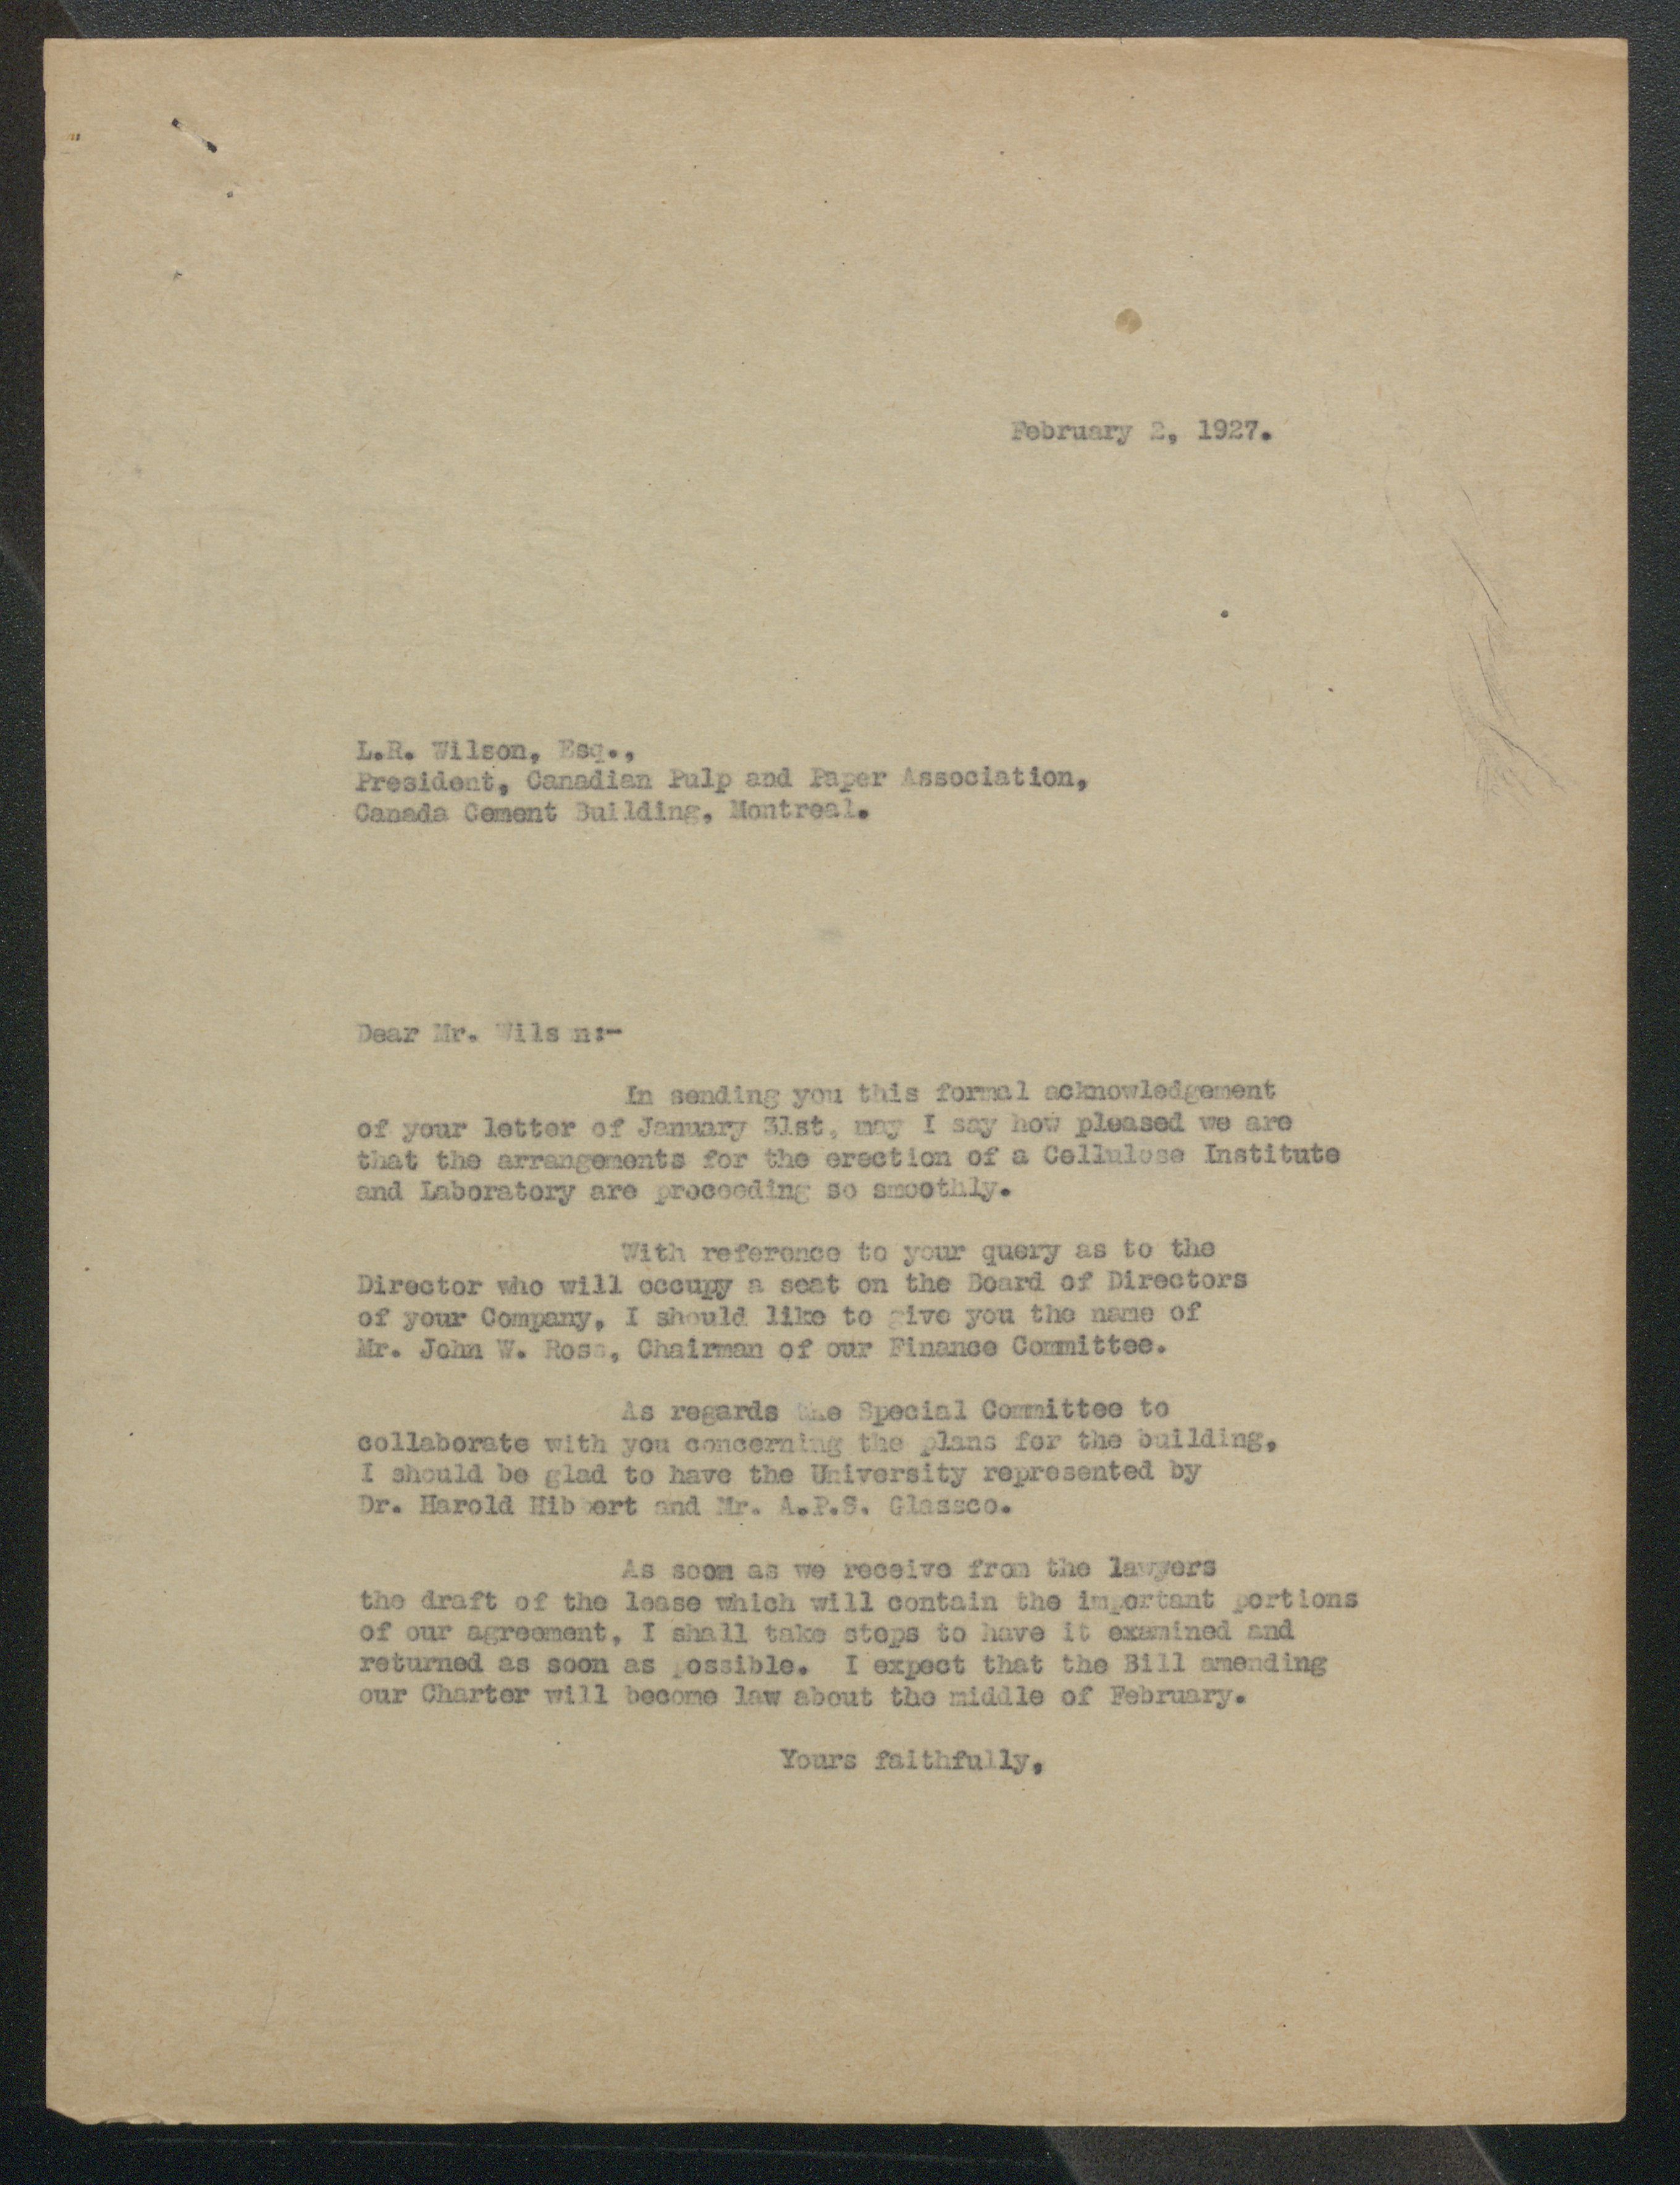 February 2, 1927.
L.R. Wilson, Esq.,
President, Canadian Pulp and Paper Association,
Canada Cement Building, Montreal.
Dear Mr. Wils n:-
In sending you this formal acknowledgement
of your letter of January 31st, may I say how pleased we are
that the arrangements for the erection of a Cellulose Institute
and Laboratory are proceeding so smoothly.
With reference to your query as to the
Director who will occupy a seat on the Board of Directors
of your Company, I should like to give you the name of
Mr. John W. Ross, Chairman of our Finance Committee.
As regards the Special Committee to
collaborate with you concerning the plans for the building,
I should be glad to have the University represented by
Dr. Harold Hibbert and Mr. A.P.S. Glassco.
As soon as we receive from the lawyers
the draft of the lease which will contain the important portions
of our agreement, I shall take steps to have it examined and
returned as soon as possible. I expect that the Bill amending
our Charter will become law about the middle of February.
Yours faithfully,